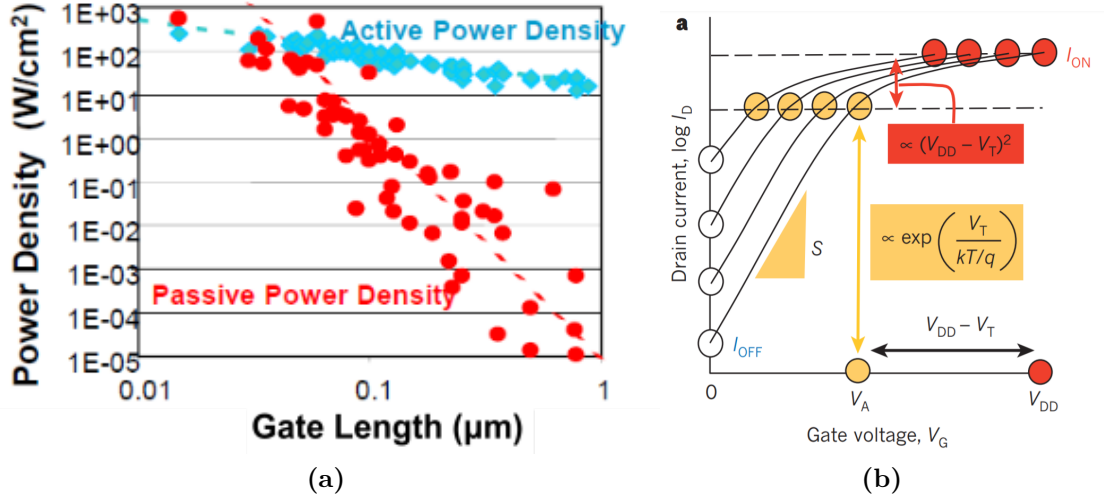 1E+03
Active Power Density
1E+02
1E+01
1E+00
1E-01
1E-02
1E-03
Passive Power Density
1E-04
1E-05
Power Density (W/cm²)
0.01
0.1
1
Gate Length (μm)
(a)
a
I_ON
∝ (V_DD − V_T)²
Drain current, log I_D
∝ exp(V_T / kT/q)
S
V_DD − V_T
I_OFF
0
V_A
V_DD
Gate voltage, V_G
(b)